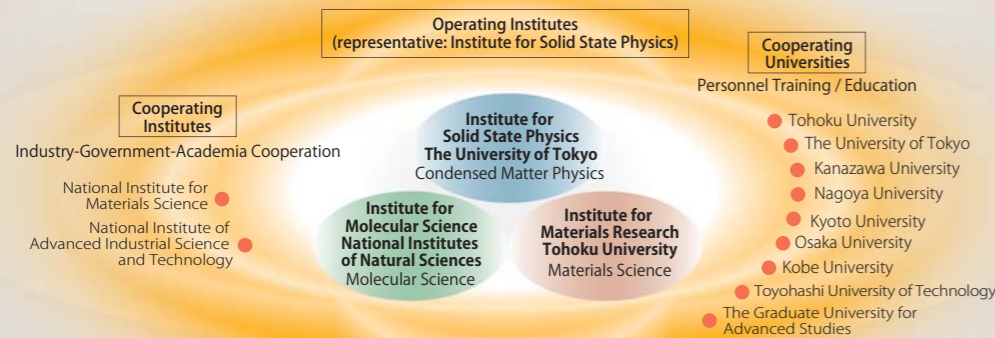 Operating Institutes
(representative: Institute for Solid State Physics)
Cooperating
Institutes
Industry-Government-Academia Cooperation
National Institute for
Materials Science
National Institute of
Advanced Industrial Science
and Technology
Institute for
Solid State Physics
The University of Tokyo
Condensed Matter Physics
Institute for
Molecular Science
National Institutes
of Natural Sciences
Molecular Science
Institute for
Materials Research
Tohoku University
Materials Science
Cooperating
Universities
Personnel Training / Education
Tohoku University
The University of Tokyo
Kanazawa University
Nagoya University
Kyoto University
Osaka University
Kobe University
Toyohashi University of Technology
The Graduate University for
Advanced Studies